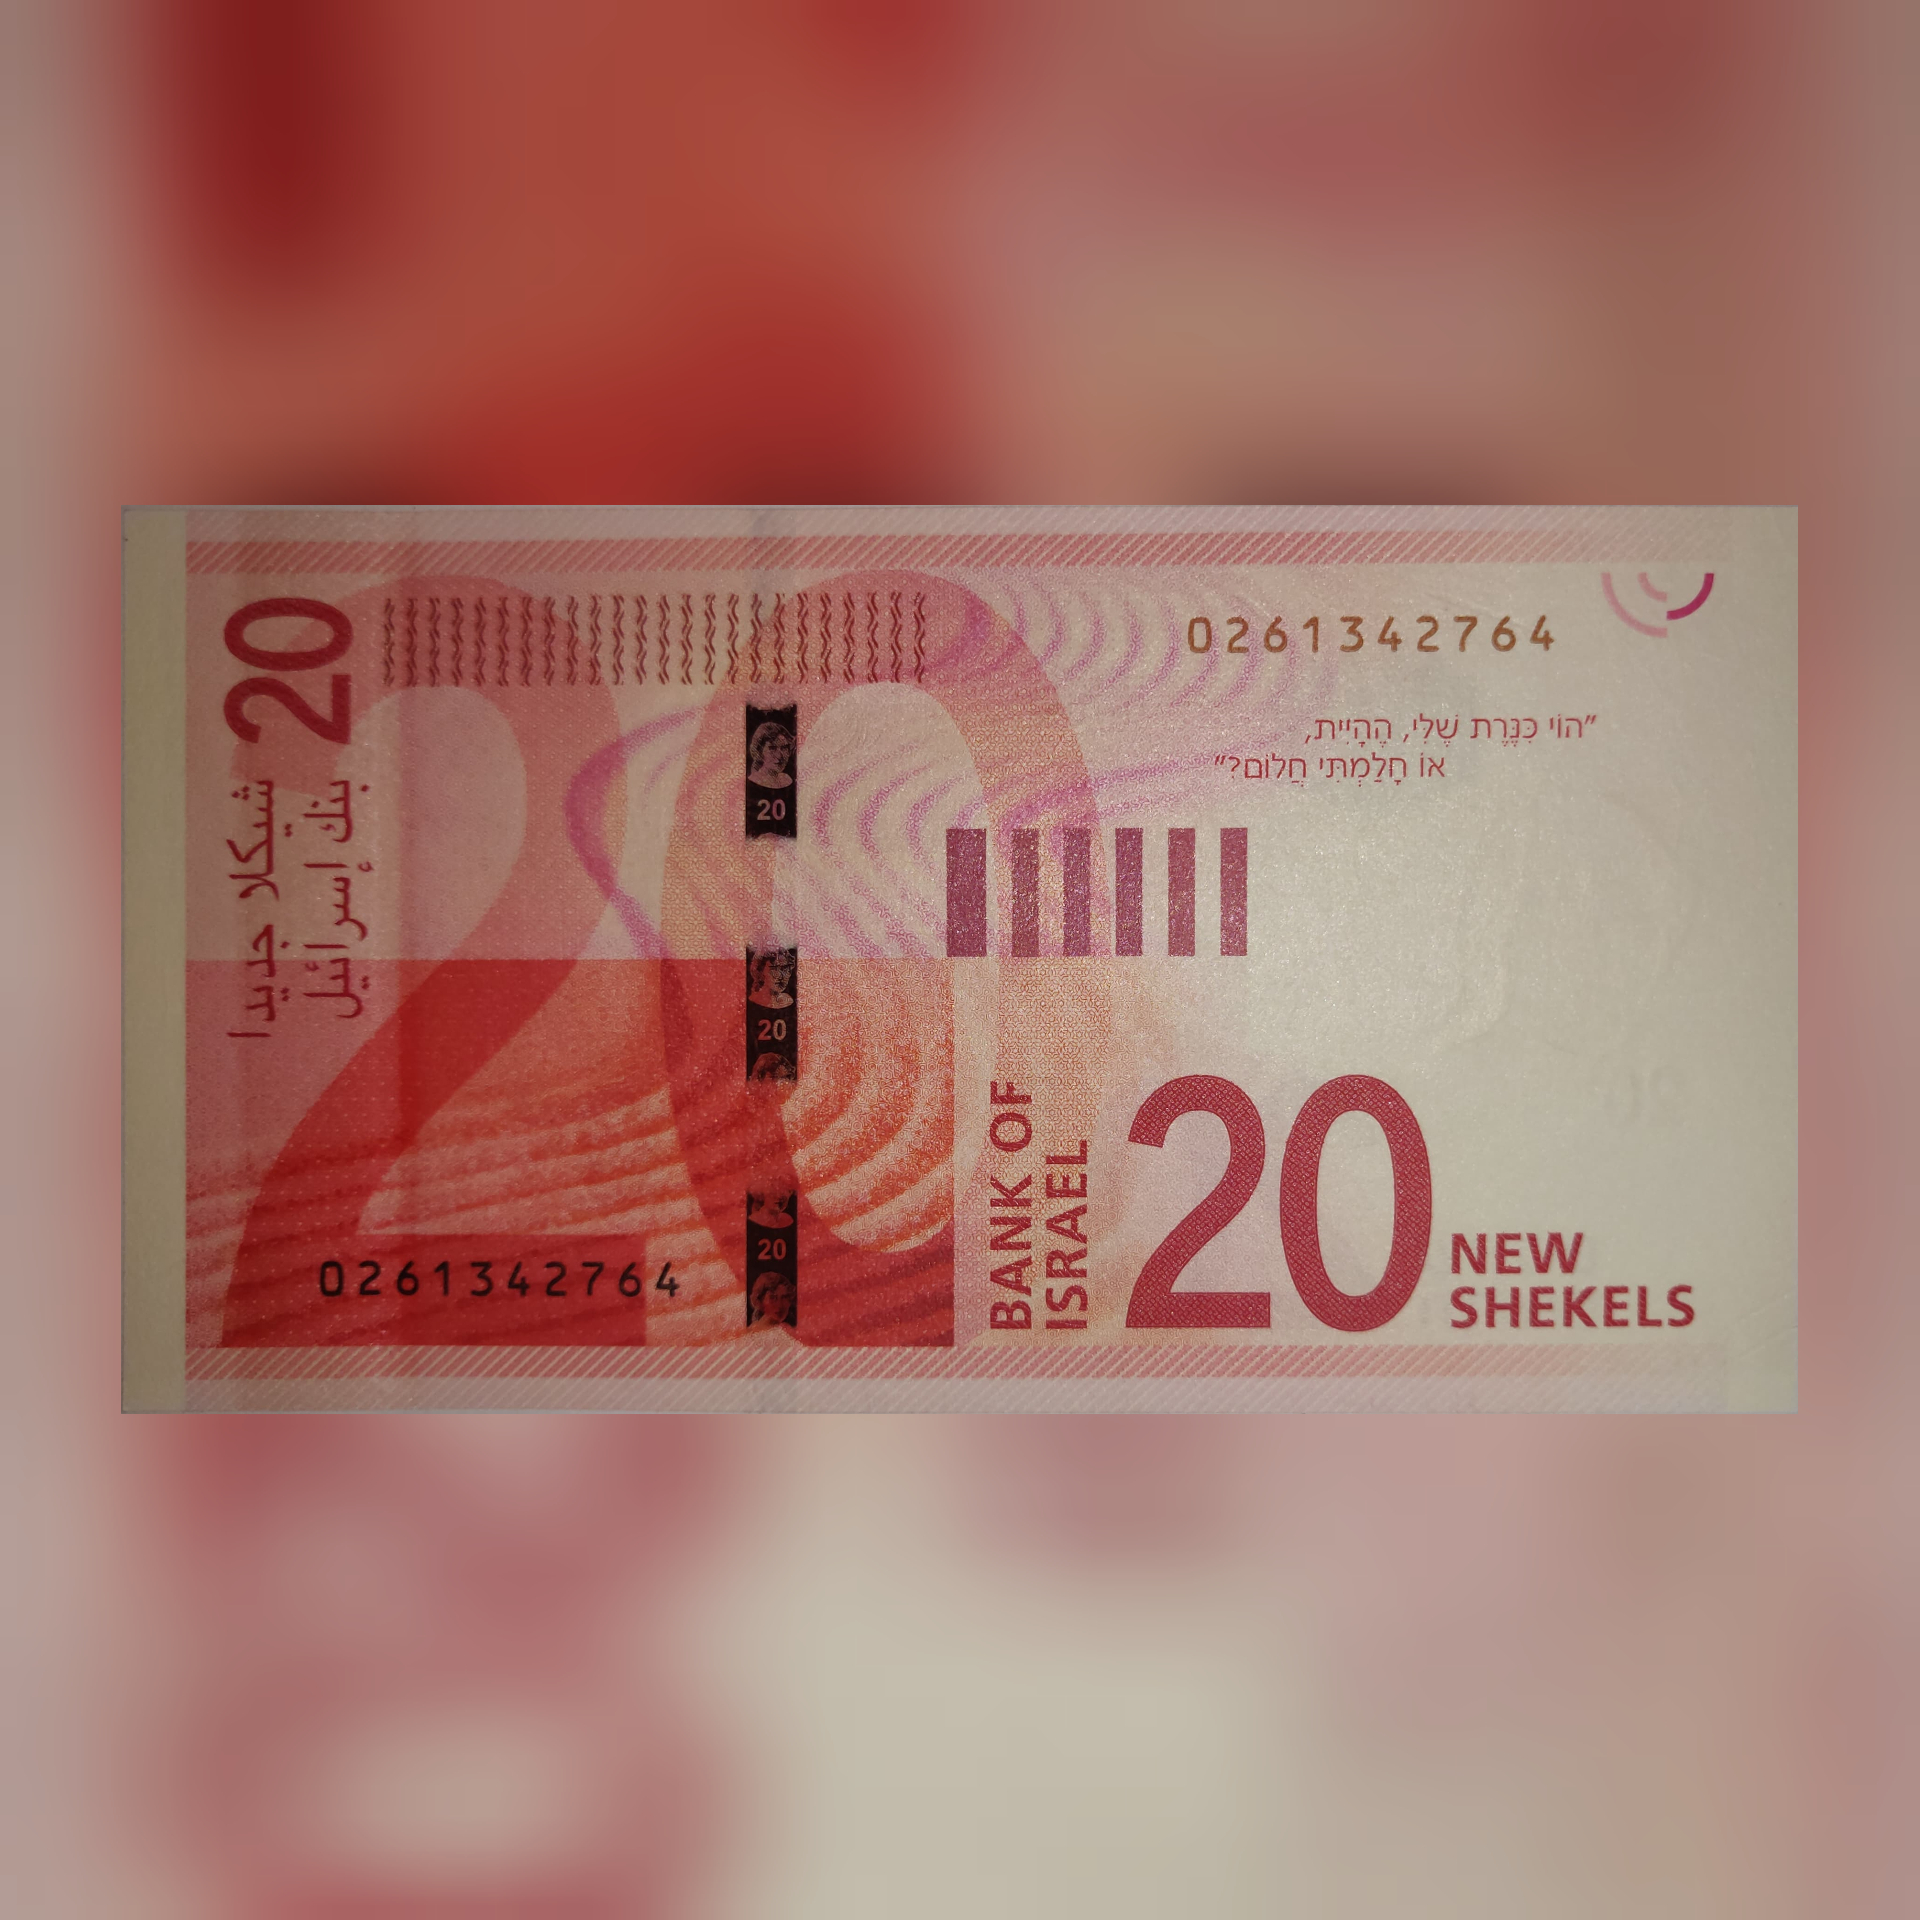 20 شيكلا جديدا
بنك إسرائيل
0261342764
"הוֹי כִּנֶּרֶת שֶׁלִּי, הֶהָיִית,
אוֹ חָלַמְתִּי חֲלוֹם?"
20
20
20
BANK OF
ISRAEL
20 NEW
SHEKELS
0261342764